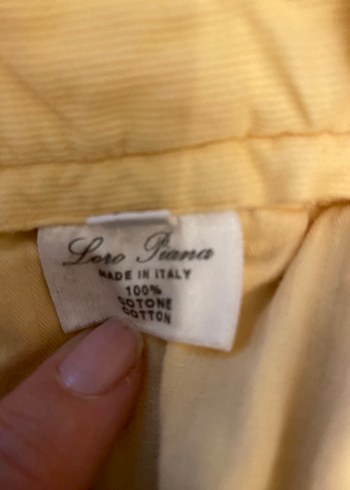 Loro Piana
MADE IN ITALY
100%
COTONE
COTTON